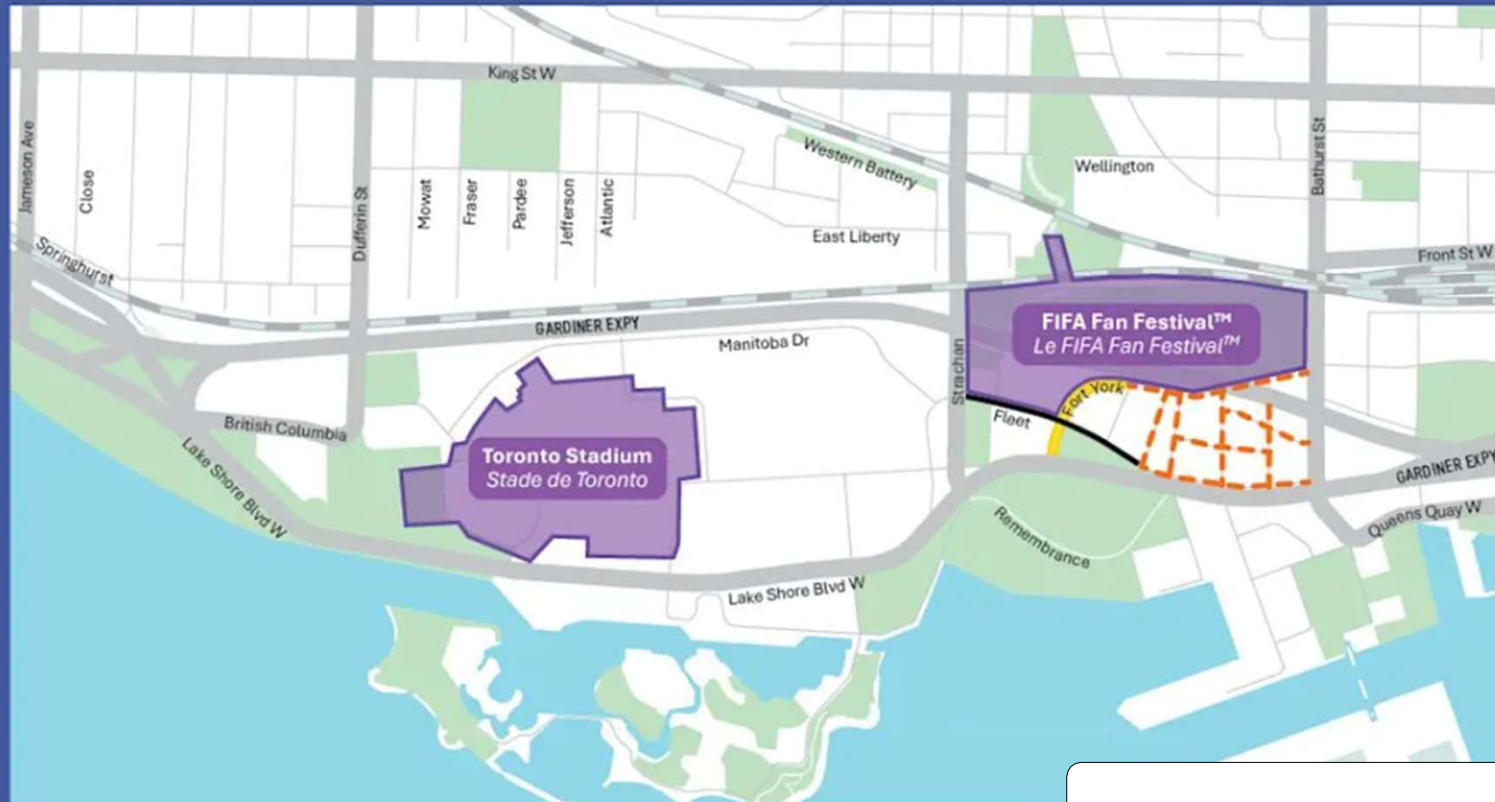 King St W
Jameson Ave
Close
Dufferin St
Mowat
Fraser
Pardee
Jefferson
Atlantic
Western Battery
Wellington
Bathurst St
East Liberty
Springhurst
Front St W
GARDINER EXPY
Manitoba Dr
Strachan
FIFA Fan Festival™
Le FIFA Fan Festival™
Fort York
Fleet
British Columbia
Lake Shore Blvd W
Toronto Stadium
Stade de Toronto
GARDINER EXPY
Queens Quay W
Remembrance
Lake Shore Blvd W